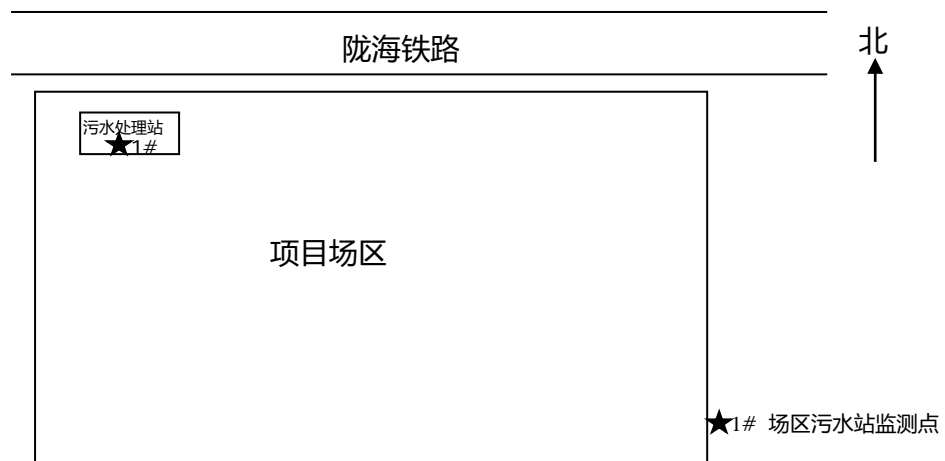 陇海铁路
北
污水处理站
★1#
项目场区
★1# 场区污水站监测点